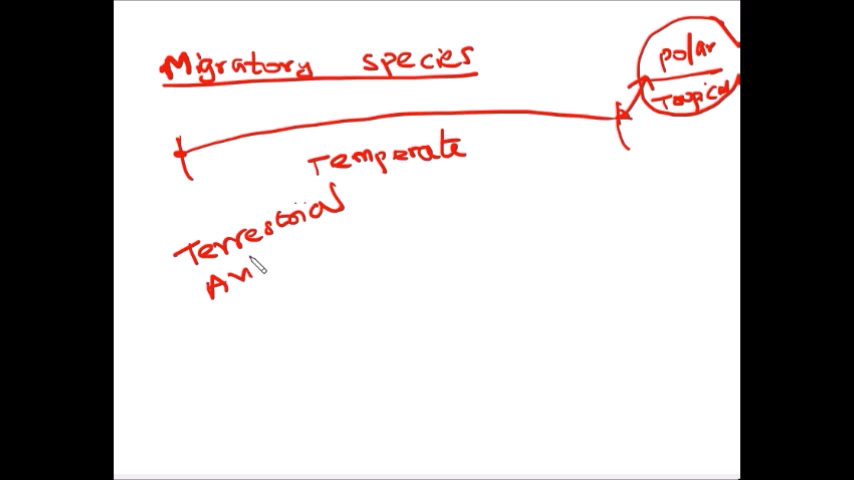 Migratory species
polar
Tropical
Temperate
Terrestrial